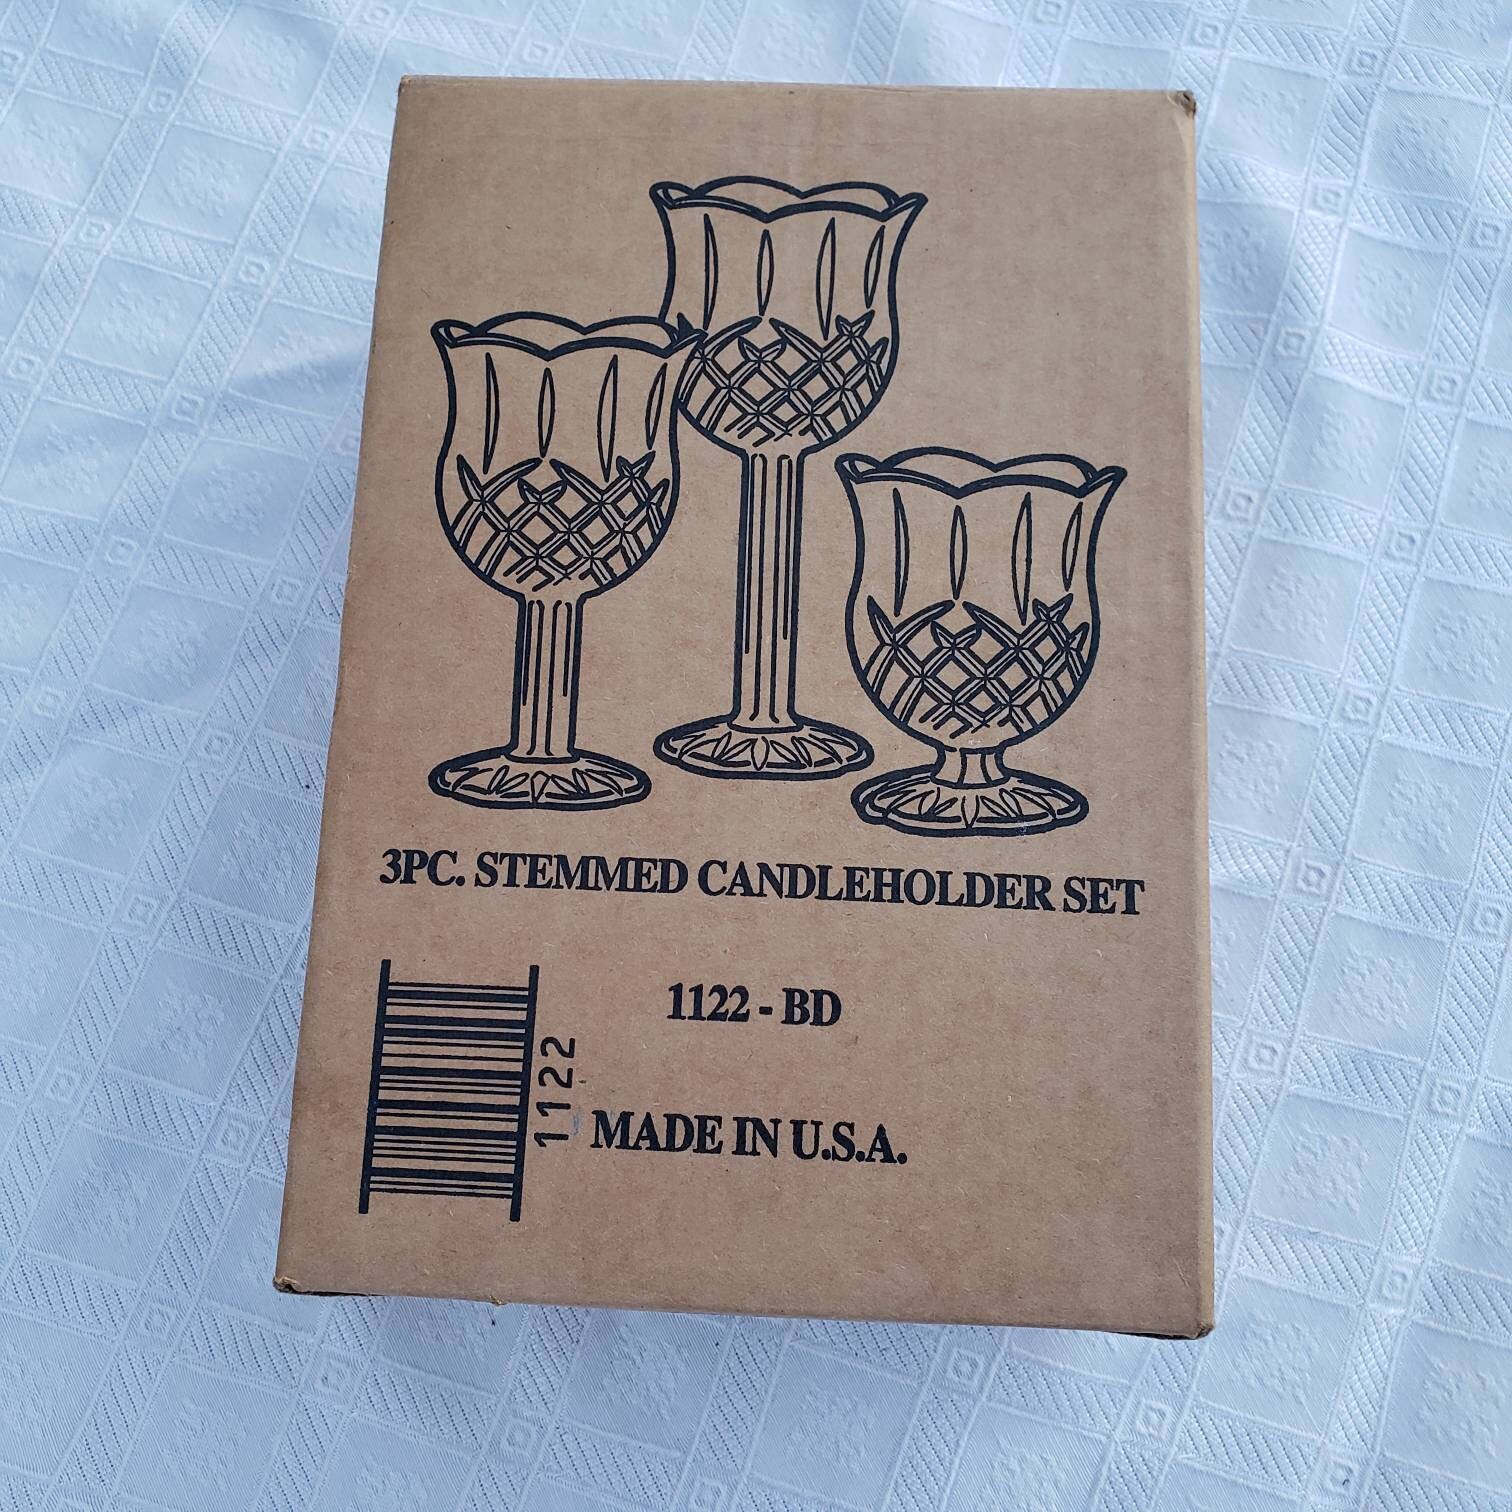 3PC. STEMMED CANDLEHOLDER SET
1122 - BD
1122
MADE IN U.S.A.